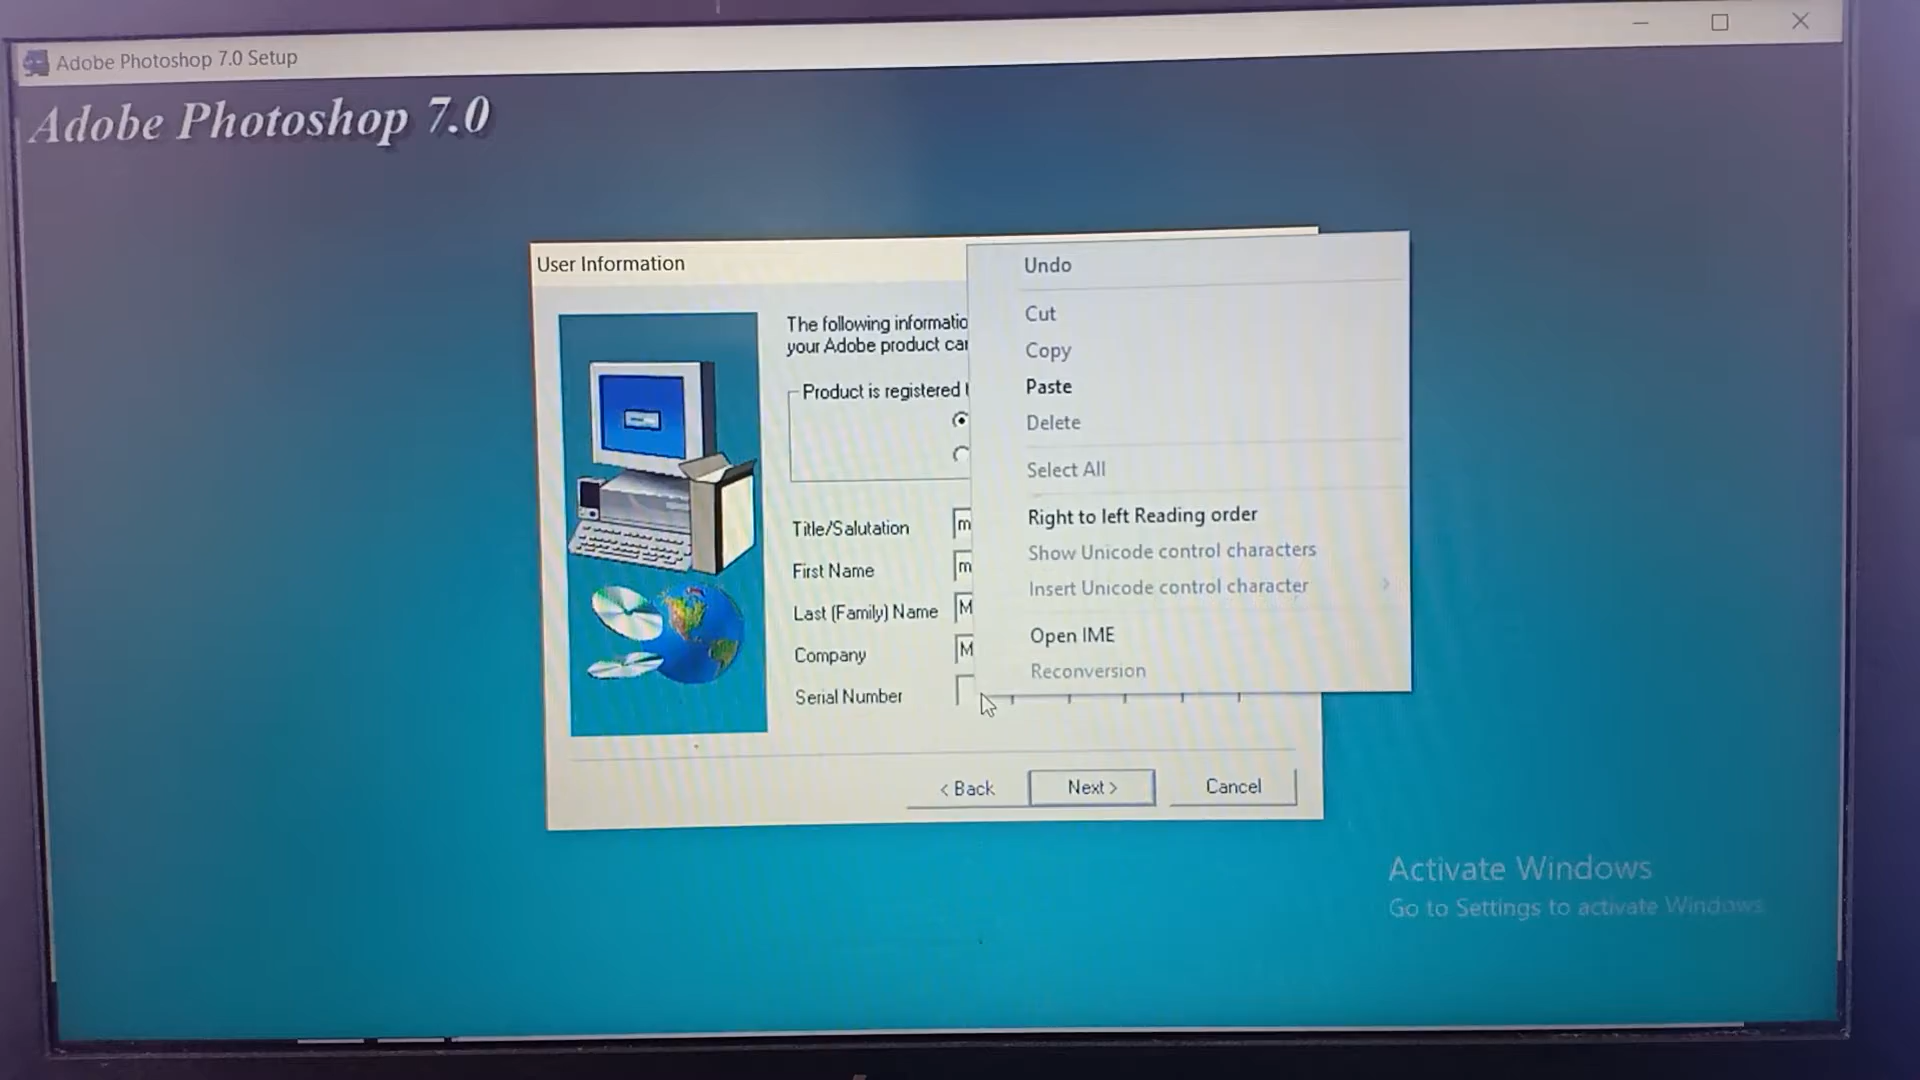 Adobe Photoshop 7.0 Setup
Adobe Photoshop 7.0
User Information
The following informatio
your Adobe product ca
Product is registered
Title/Salutation m
First Name m
Last (Family) Name M
Company M
Serial Number
Undo
Cut
Copy
Paste
Delete
Select All
Right to left Reading order
Show Unicode control characters
Insert Unicode control character
Open IME
Reconversion
< Back
Next >
Cancel
Activate Windows
Go to Settings to activate Windows.